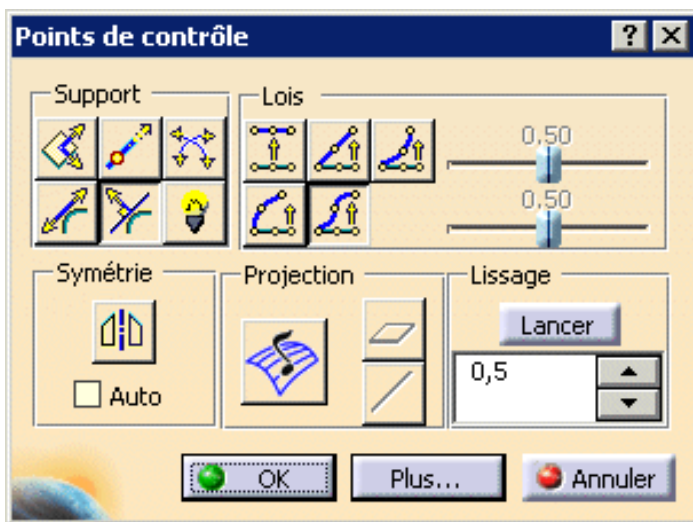 Points de contrôle
Support
Lois
0,50
0,50
Symétrie
Projection
Lissage
Lancer
0,5
Auto
OK
Plus...
Annuler